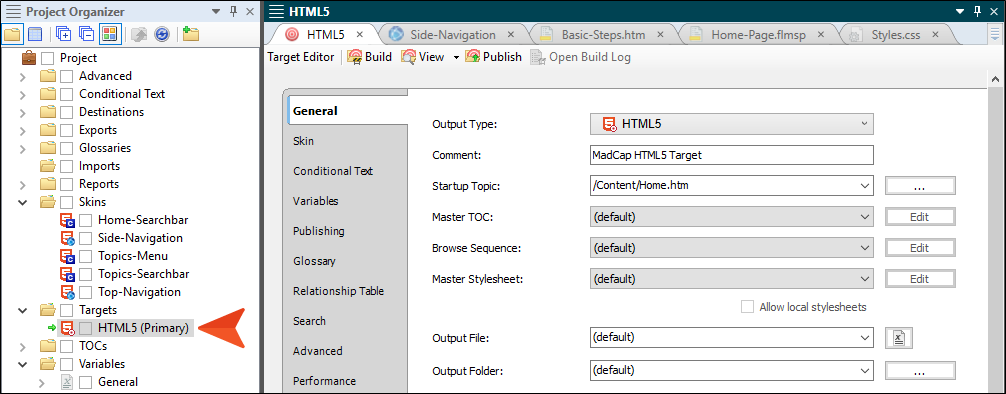 Project Organizer
Project
Advanced
Conditional Text
Destinations
Exports
Glossaries
Imports
Reports
Skins
Home-Searchbar
Side-Navigation
Topics-Menu
Topics-Searchbar
Top-Navigation
Targets
HTML5 (Primary)
TOCs
Variables
General
HTML5
HTML5 Side-Navigation Basic-Steps.htm Home-Page.flmsp Styles.css
Target Editor Build View Publish Open Build Log
General
Skin
Conditional Text
Variables
Publishing
Glossary
Relationship Table
Search
Advanced
Performance
Output Type: HTML5
Comment: MadCap HTML5 Target
Startup Topic: /Content/Home.htm ...
Master TOC: (default) Edit
Browse Sequence: (default) Edit
Master Stylesheet: (default) Edit
Allow local stylesheets
Output File: (default)
Output Folder: (default) ...